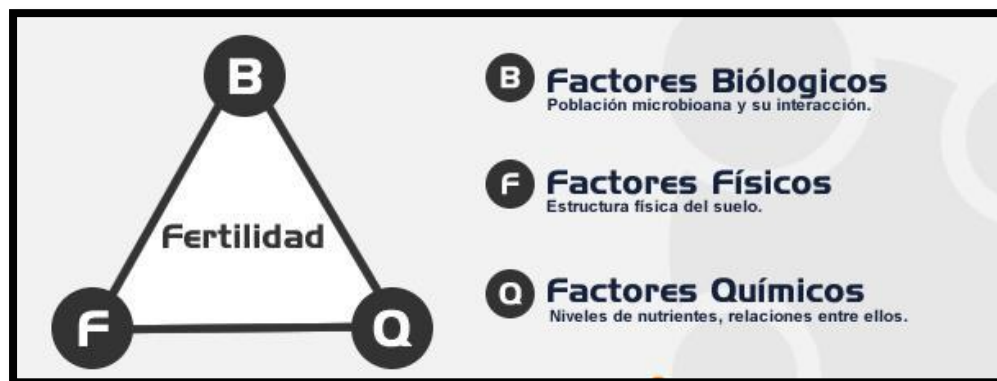 B
Fertilidad
F
Q
B Factores Biólogicos
Población microbioana y su interacción.
F Factores Físicos
Estructura física del suelo.
Q Factores Químicos
Niveles de nutrientes, relaciones entre ellos.